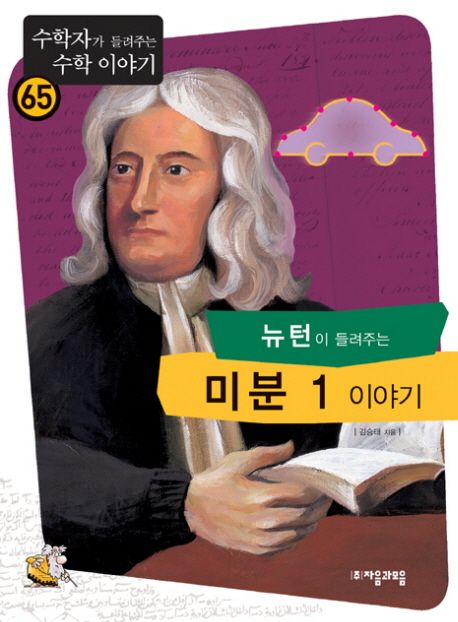 수학자가 들려주는
수학 이야기
65
뉴턴이 들려주는
미분 1 이야기
| 김승태 지음 |
(주)자음과모음